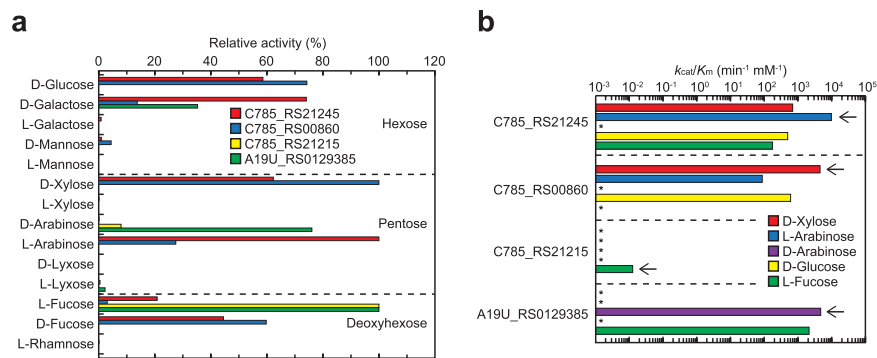 a
Relative activity (%)
0 20 40 60 80 100 120
D-Glucose
D-Galactose
L-Galactose
D-Mannose
L-Mannose
D-Xylose
L-Xylose
D-Arabinose
L-Arabinose
D-Lyxose
L-Lyxose
L-Fucose
D-Fucose
L-Rhamnose
C785_RS21245
C785_RS00860
C785_RS21215
A19U_RS0129385
Hexose
Pentose
Deoxyhexose
b
kcat/Km (min-1 mM-1)
10-3 10-2 10-1 100 101 102 103 104 105
C785_RS21245
*
C785_RS00860
*
*
C785_RS21215
*
*
*
*
A19U_RS0129385
*
*
*
D-Xylose
L-Arabinose
D-Arabinose
D-Glucose
L-Fucose